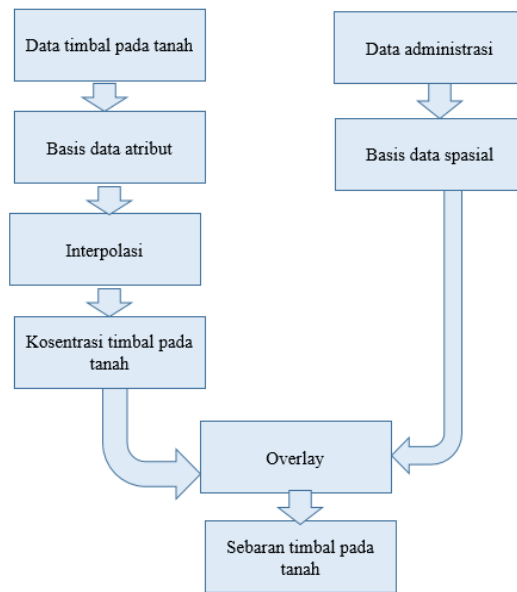 Data timbal pada tanah
Data administrasi
Basis data atribut
Basis data spasial
Interpolasi
Kosentrasi timbal pada
tanah
Overlay
Sebaran timbal pada
tanah